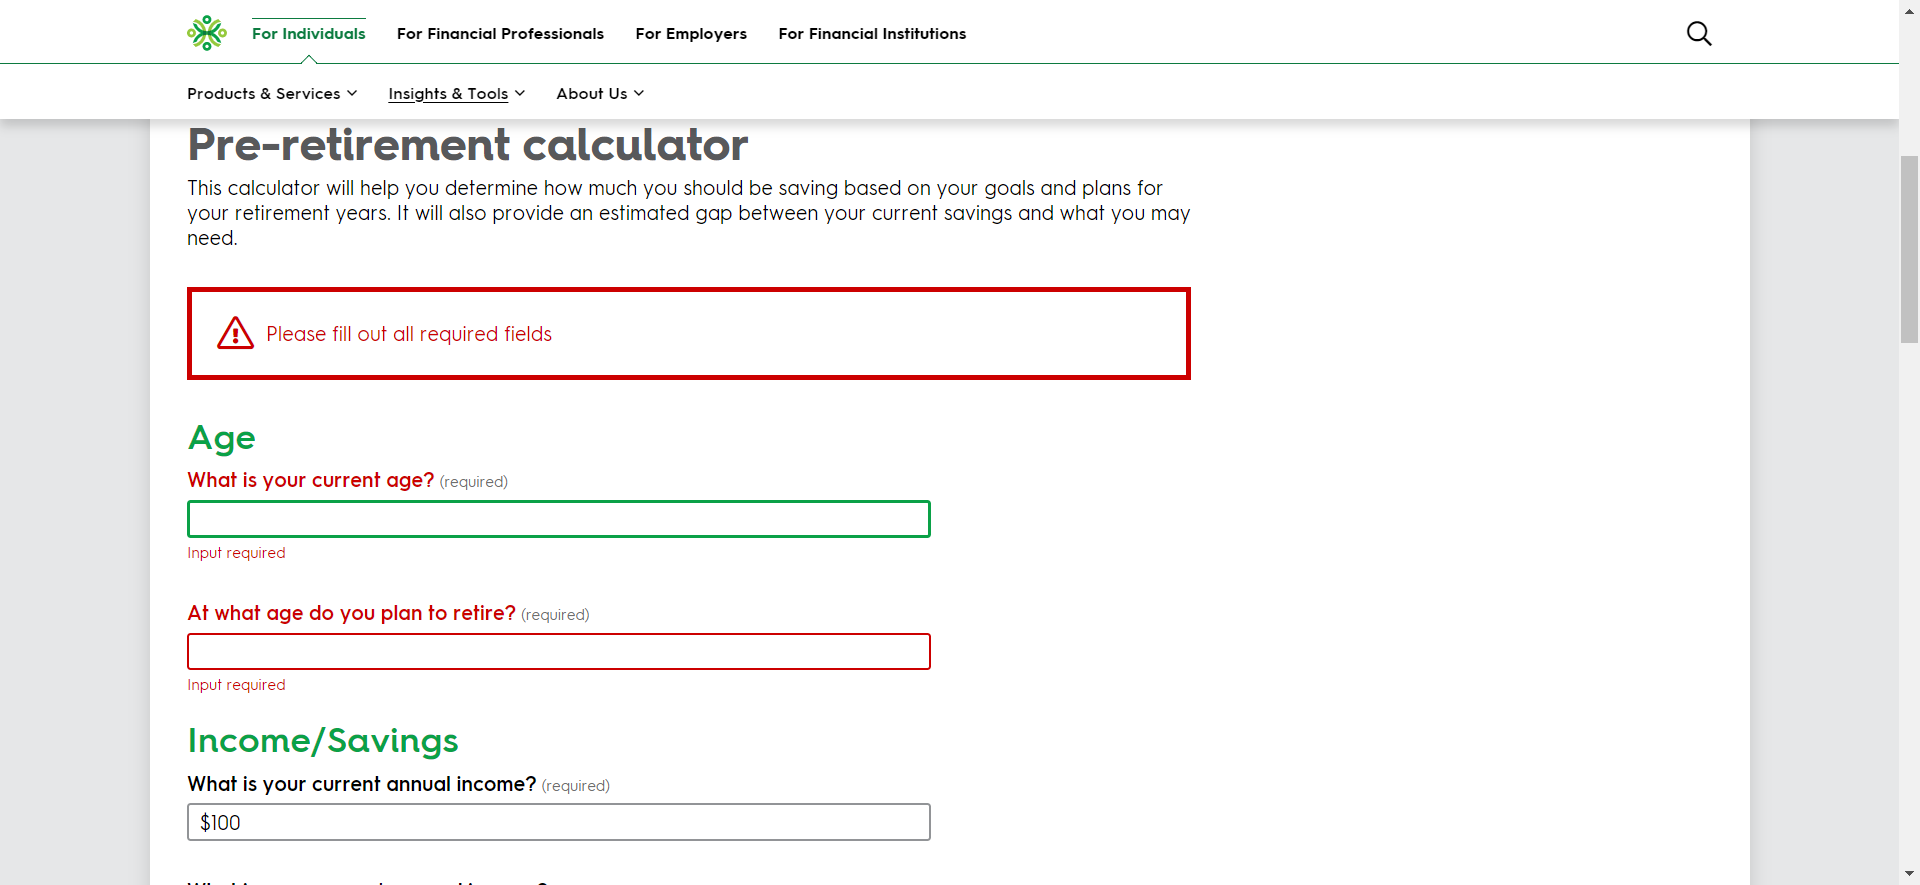 For Individuals
For Financial Professionals
For Employers
For Financial Institutions
Products & Services
Insights & Tools
About Us
Pre-retirement calculator
This calculator will help you determine how much you should be saving based on your goals and plans for
your retirement years. It will also provide an estimated gap between your current savings and what you may
need.
Please fill out all required fields
Age
What is your current age? (required)
Input required
At what age do you plan to retire? (required)
Input required
Income/Savings
What is your current annual income? (required)
$100